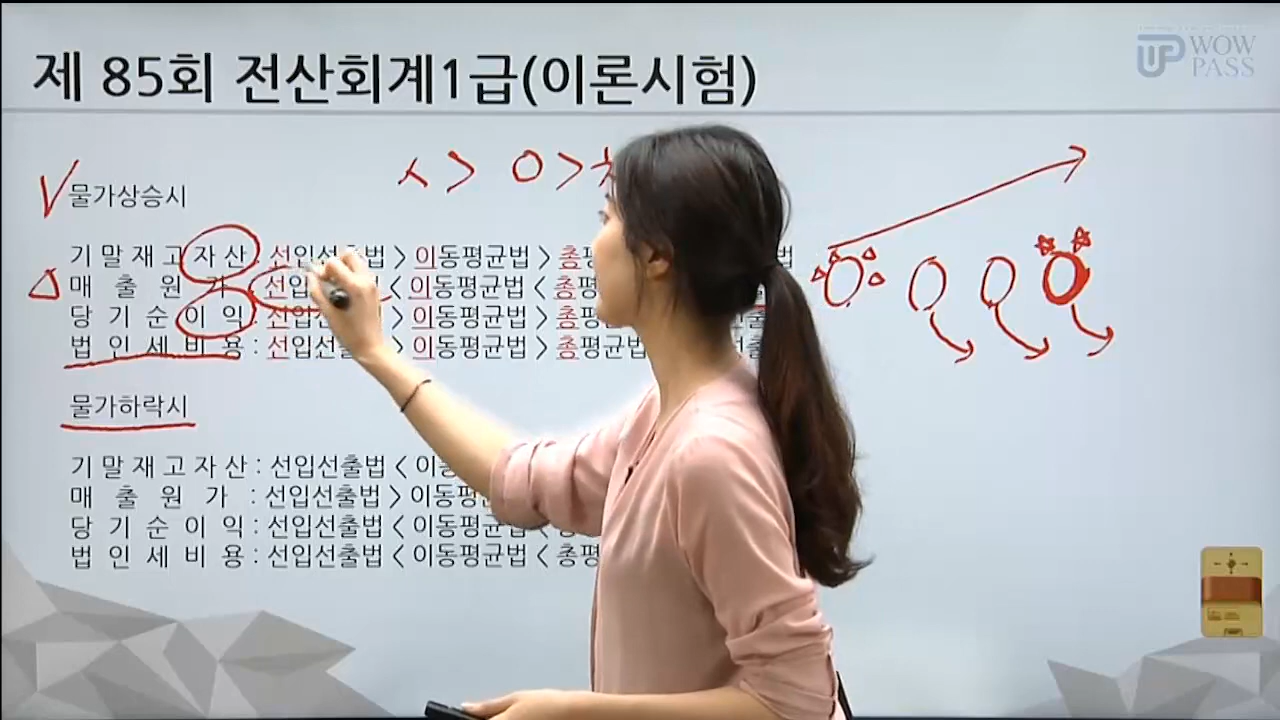 제 85회 전산회계1급(이론시험)
WOW PASS
물가상승시
기말재고자산 : 선입선출법 > 이동평균법 > 총
매출원가 선입 < 이동평균법 < 총
당기순이익 : 선입선출법 > 이동평균법 > 총평
법인세비용 : 선입선출법 > 이동평균법 > 총평균법
물가하락시
기말재고자산 : 선입선출법 < 이동
매출원가 : 선입선출법 > 이동평균
당기순이익 : 선입선출법 < 이동평균법 <
법인세비용 : 선입선출법 < 이동평균법 < 총평